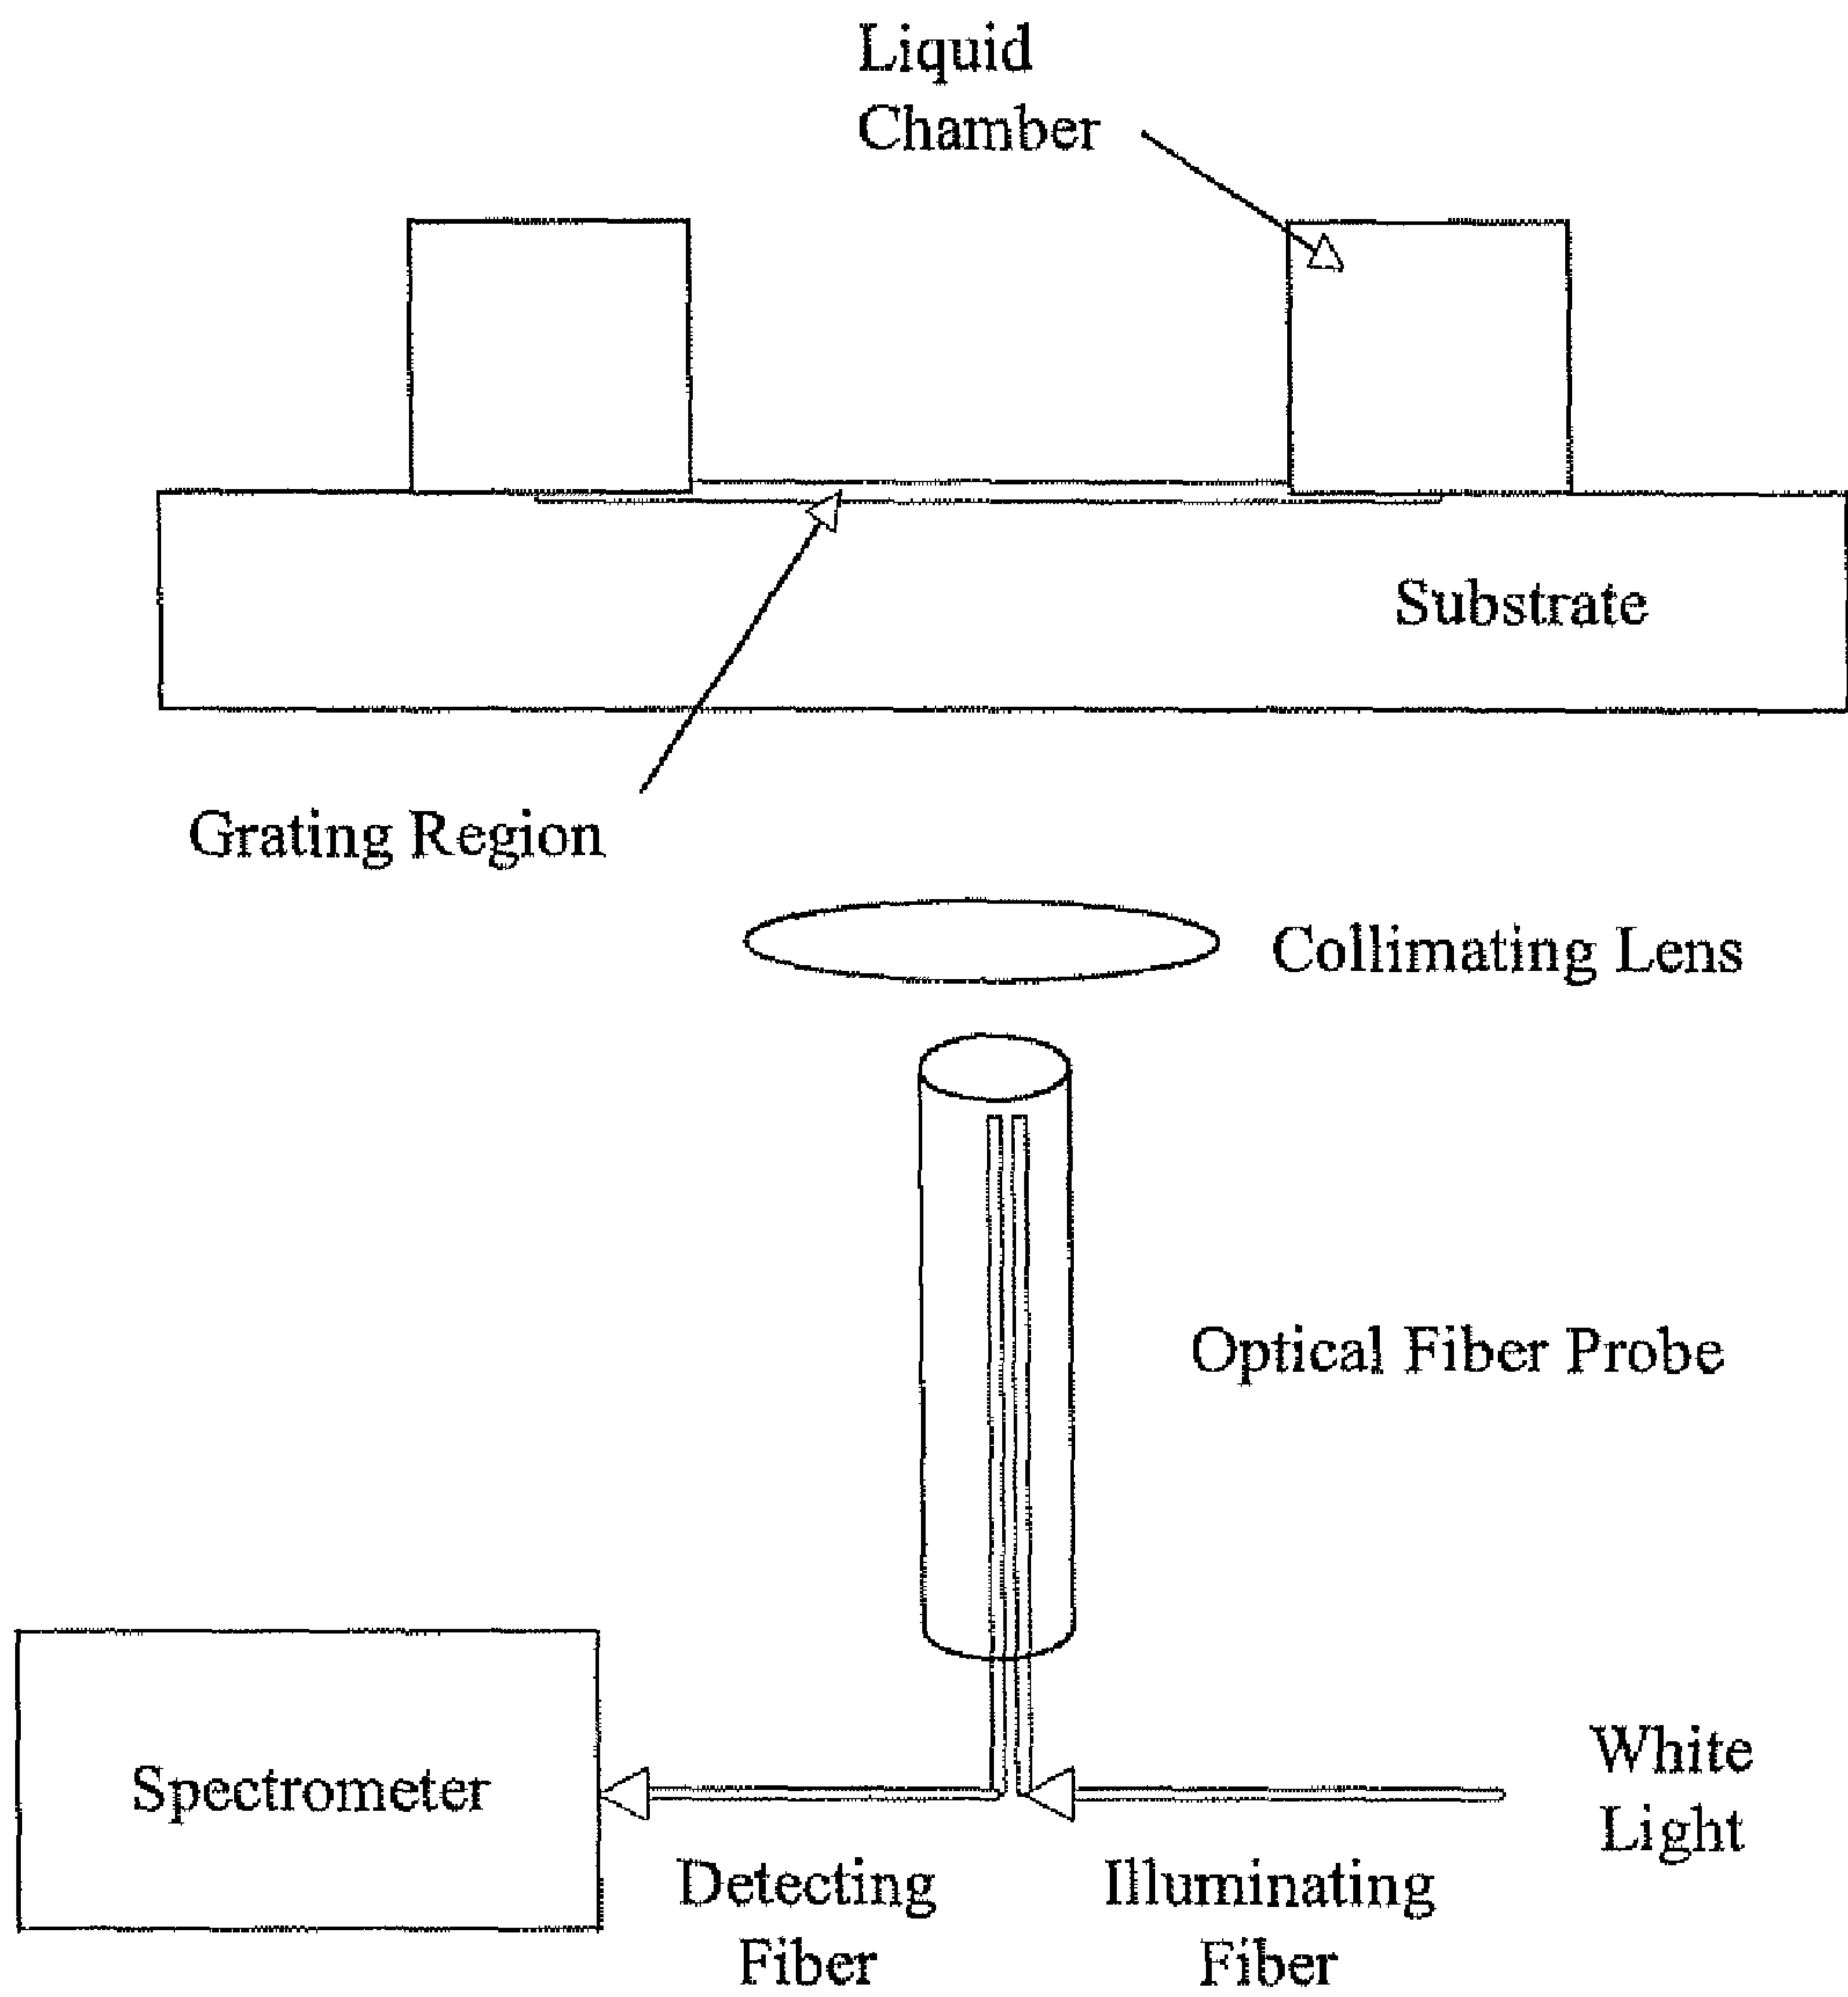 Liquid
Chamber
Substrate
Grating Region
Collimating Lens
Optical Fiber Probe
Spectrometer
White
Light
Detecting
Fiber
Illuminating
Fiber